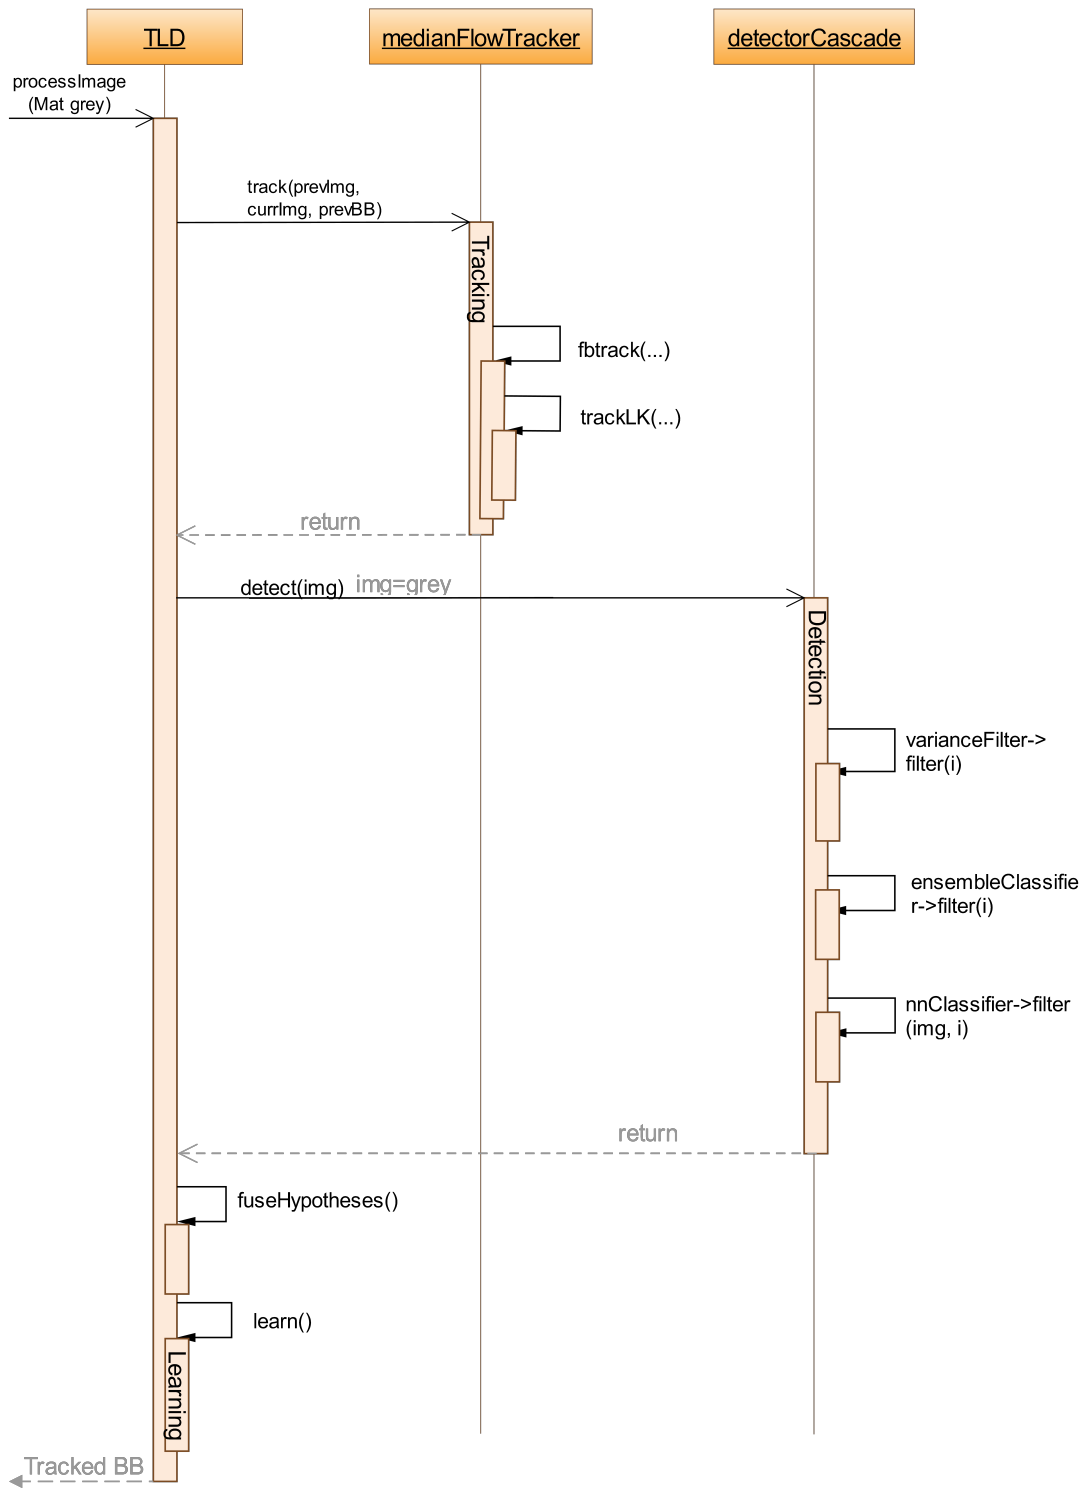 TLD
medianFlowTracker
detectorCascade
processImage
(Mat grey)
track(prevImg,
currImg, prevBB)
Tracking
fbtrack(...)
trackLK(...)
return
detect(img) img=grey
Detection
varianceFilter->
filter(i)
ensembleClassifie
r->filter(i)
nnClassifier->filter
(img, i)
return
fuseHypotheses()
learn()
Learning
Tracked BB